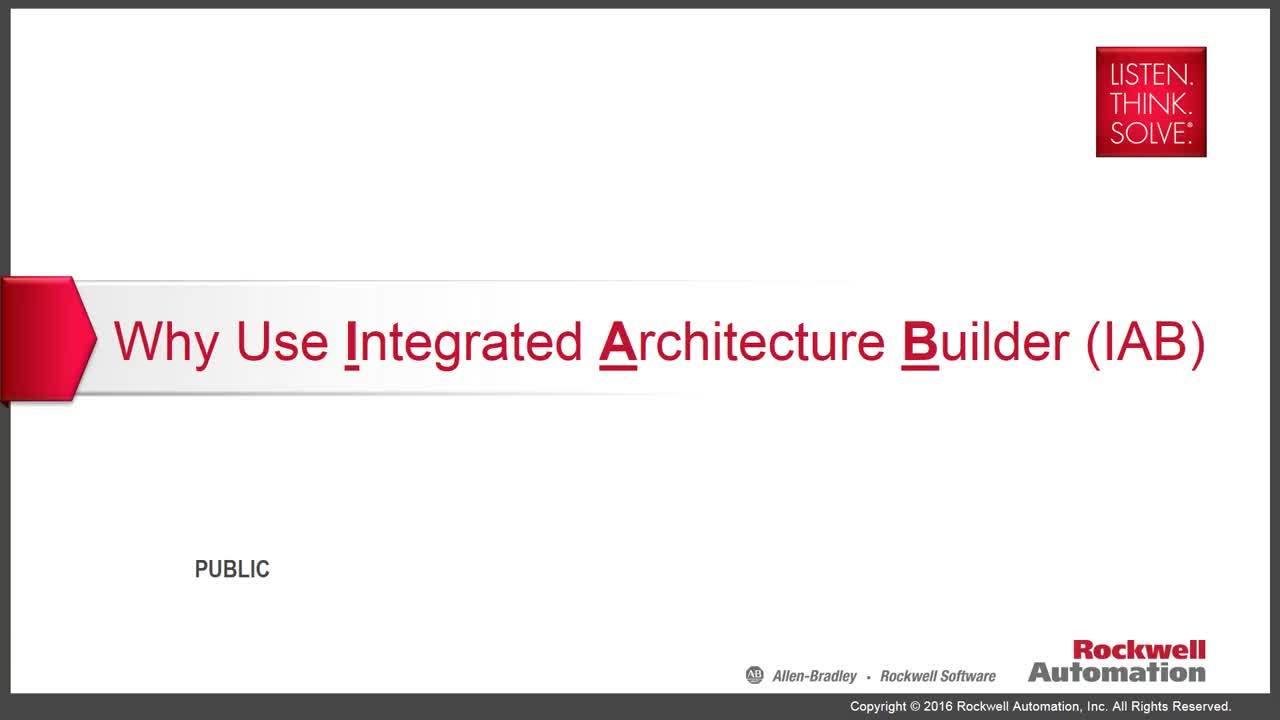 LISTEN.
THINK.
SOLVE.®
Why Use Integrated Architecture Builder (IAB)
PUBLIC
AB Allen-Bradley • Rockwell Software
Rockwell
Automation
Copyright © 2016 Rockwell Automation, Inc. All Rights Reserved.